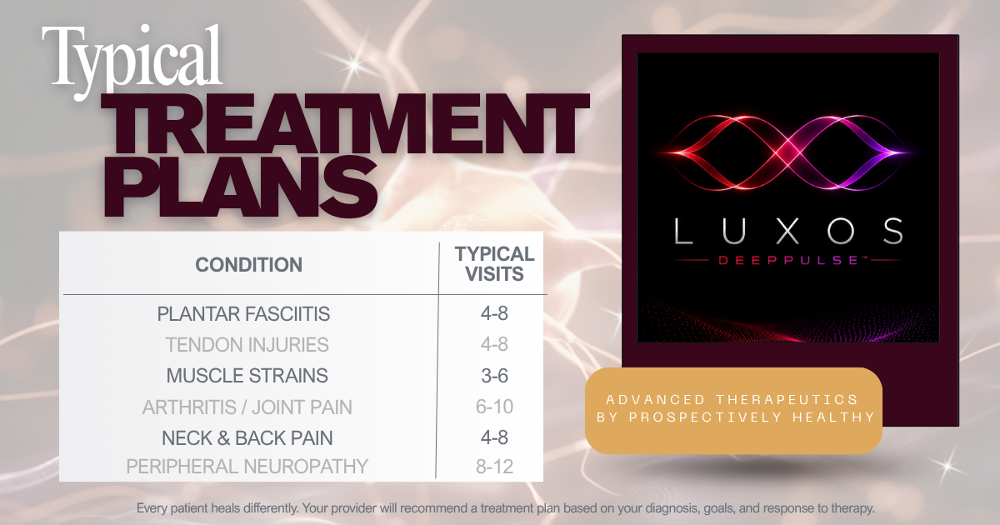 Typical
TREATMENT
PLANS
CONDITION
TYPICAL
VISITS
PLANTAR FASCIITIS 4-8
TENDON INJURIES 4-8
MUSCLE STRAINS 3-6
ARTHRITIS / JOINT PAIN 6-10
NECK & BACK PAIN 4-8
PERIPHERAL NEUROPATHY 8-12
LUXOS
DEEPPULSE™
ADVANCED THERAPEUTICS
BY PROSPECTIVELY HEALTHY
Every patient heals differently. Your provider will recommend a treatment plan based on your diagnosis, goals, and response to therapy.